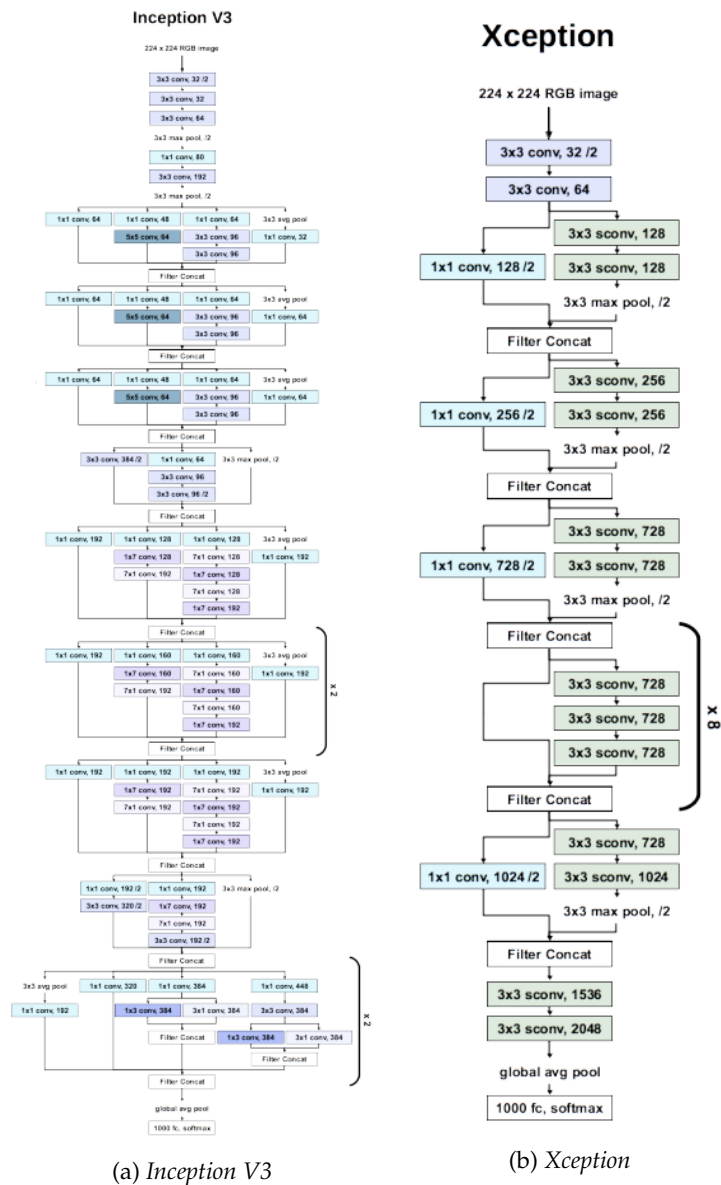 Inception V3
224 x 224 RGB image
3x3 conv, 32 /2
3x3 conv, 32
3x3 conv, 64
3x3 max pool, /2
1x1 conv, 80
3x3 conv, 192
3x3 max pool, /2
1x1 conv, 64 1x1 conv, 48 1x1 conv, 64 3x3 avg pool
5x5 conv, 64 3x3 conv, 96 1x1 conv, 32
3x3 conv, 96
Filter Concat
1x1 conv, 64 1x1 conv, 48 1x1 conv, 64 3x3 avg pool
5x5 conv, 64 3x3 conv, 96 1x1 conv, 64
3x3 conv, 96
Filter Concat
1x1 conv, 64 1x1 conv, 48 1x1 conv, 64 3x3 avg pool
5x5 conv, 64 3x3 conv, 96 1x1 conv, 64
3x3 conv, 96
Filter Concat
3x3 conv, 384 /2 1x1 conv, 64 3x3 max pool, /2
3x3 conv, 96
3x3 conv, 96 /2
Filter Concat
1x1 conv, 192 1x1 conv, 128 1x1 conv, 128 3x3 avg pool
1x7 conv, 128 7x1 conv, 128 1x1 conv, 192
7x1 conv, 192 1x7 conv, 128
7x1 conv, 128
1x7 conv, 192
Filter Concat
1x1 conv, 192 1x1 conv, 160 1x1 conv, 160 3x3 avg pool
1x7 conv, 160 7x1 conv, 160 1x1 conv, 192
7x1 conv, 192 1x7 conv, 160
7x1 conv, 160
1x7 conv, 192
x 2
Filter Concat
1x1 conv, 192 1x1 conv, 192 1x1 conv, 192 3x3 avg pool
1x7 conv, 192 7x1 conv, 192 1x1 conv, 192
7x1 conv, 192 1x7 conv, 192
7x1 conv, 192
1x7 conv, 192
Filter Concat
1x1 conv, 192 /2 1x1 conv, 192 3x3 max pool, /2
3x3 conv, 320 /2 1x7 conv, 192
7x1 conv, 192
3x3 conv, 192 /2
Filter Concat
3x3 avg pool 1x1 conv, 320 1x1 conv, 384 1x1 conv, 448
1x1 conv, 192 1x3 conv, 384 3x1 conv, 384 3x3 conv, 384
Filter Concat 1x3 conv, 384 3x1 conv, 384
Filter Concat
x 2
Filter Concat
global avg pool
1000 fc, softmax
(a) Inception V3
Xception
224 x 224 RGB image
3x3 conv, 32 /2
3x3 conv, 64
3x3 sconv, 128
1x1 conv, 128 /2 3x3 sconv, 128
3x3 max pool, /2
Filter Concat
3x3 sconv, 256
1x1 conv, 256 /2 3x3 sconv, 256
3x3 max pool, /2
Filter Concat
3x3 sconv, 728
1x1 conv, 728 /2 3x3 sconv, 728
3x3 max pool, /2
Filter Concat
3x3 sconv, 728
3x3 sconv, 728
3x3 sconv, 728
x 8
Filter Concat
3x3 sconv, 728
1x1 conv, 1024 /2 3x3 sconv, 1024
3x3 max pool, /2
Filter Concat
3x3 sconv, 1536
3x3 sconv, 2048
global avg pool
1000 fc, softmax
(b) Xception